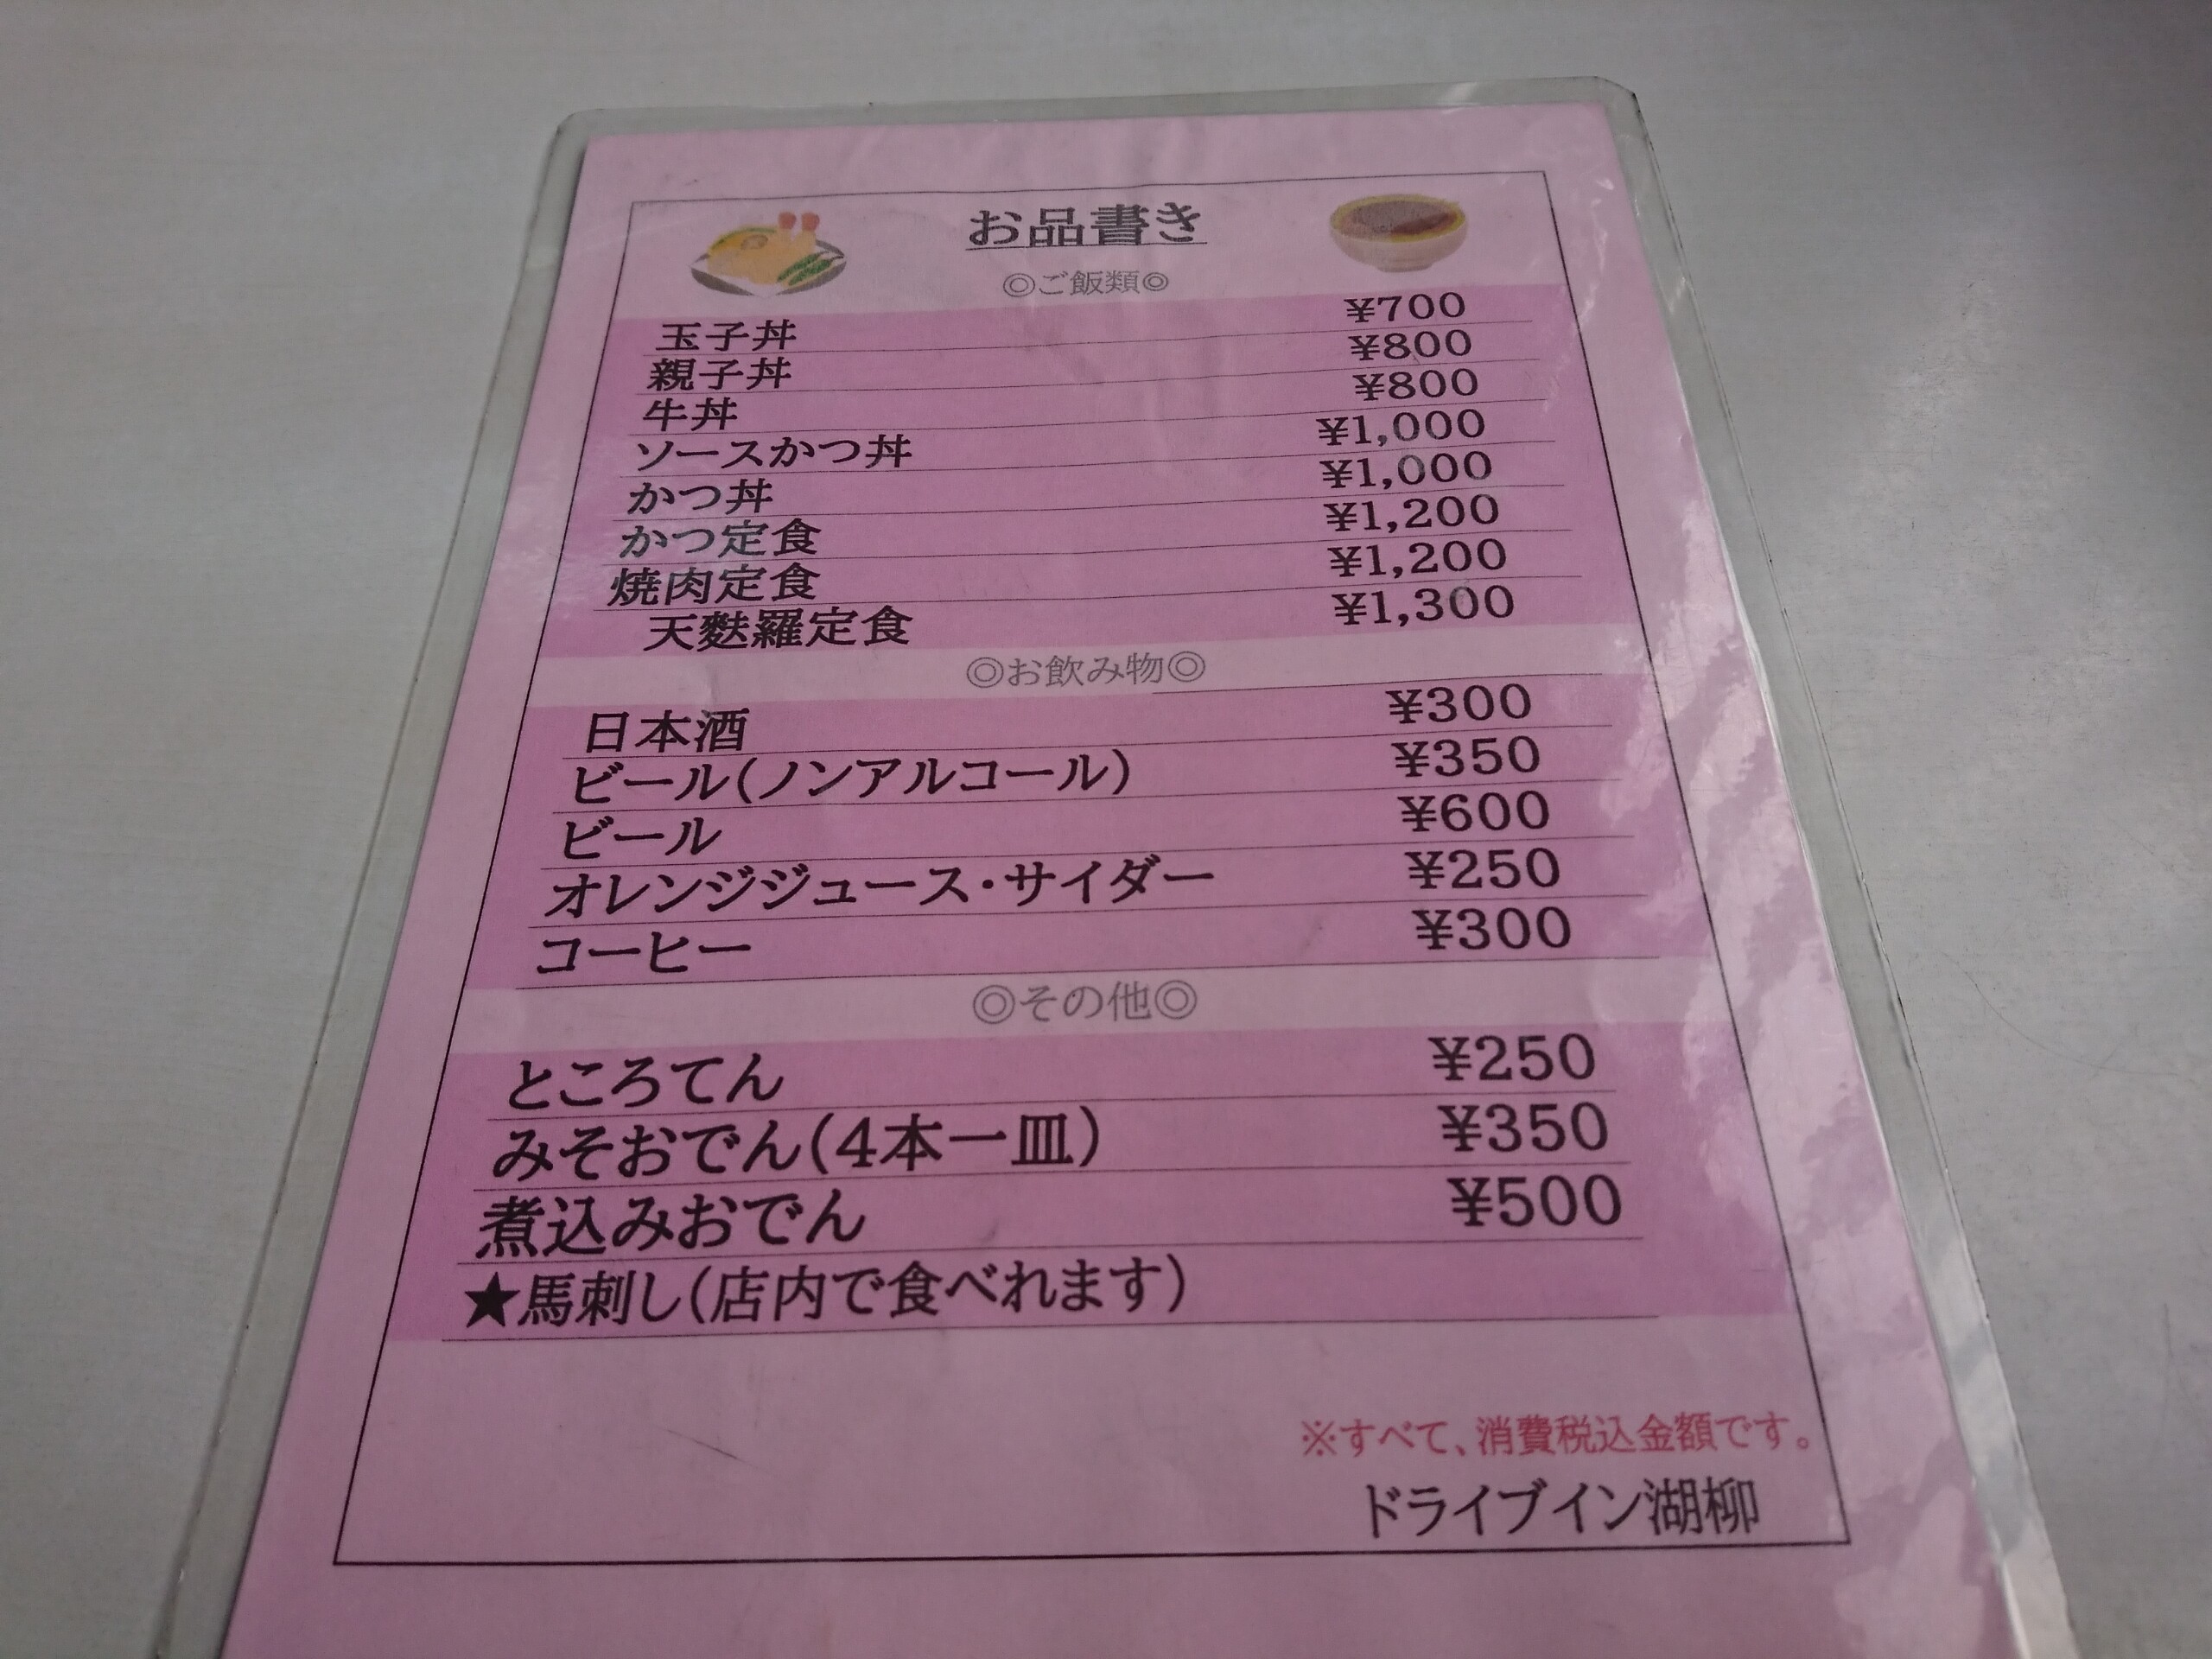 お品書き
◎ご飯類◎
玉子丼 ¥700
親子丼 ¥800
牛丼 ¥800
ソースかつ丼 ¥1,000
かつ丼 ¥1,000
かつ定食 ¥1,200
焼肉定食 ¥1,200
天麩羅定食 ¥1,300
◎お飲み物◎
日本酒 ¥300
ビール(ノンアルコール) ¥350
ビール ¥600
オレンジジュース・サイダー ¥250
コーヒー ¥300
◎その他◎
ところてん ¥250
みそおでん(4本一皿) ¥350
煮込みおでん ¥500
★馬刺し(店内で食べれます)
※すべて、消費税込金額です。
ドライブイン湖柳